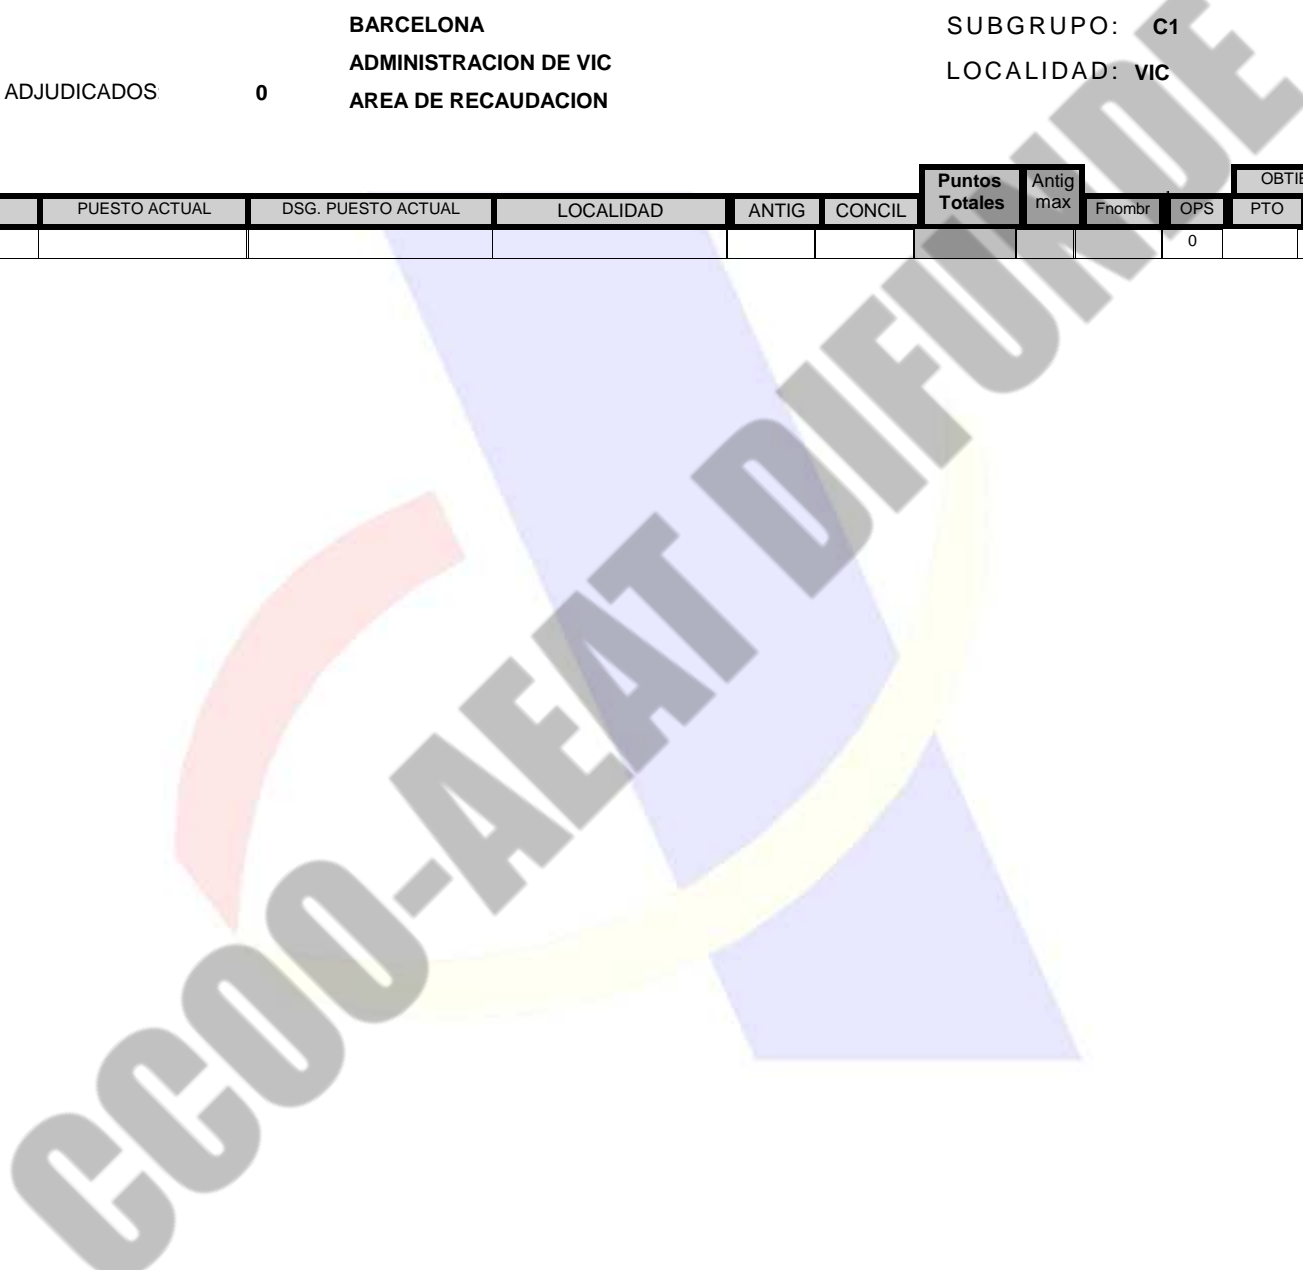 BARCELONA
SUBGRUPO: C1
ADMINISTRACION DE VIC
LOCALIDAD: VIC
ADJUDICADOS: 0
AREA DE RECAUDACION
Puntos Totales Antig max
PUESTO ACTUAL DSG. PUESTO ACTUAL LOCALIDAD ANTIG CONCIL Fnombr OPS PTO
0
CCOO-AEAT DIFUNDE